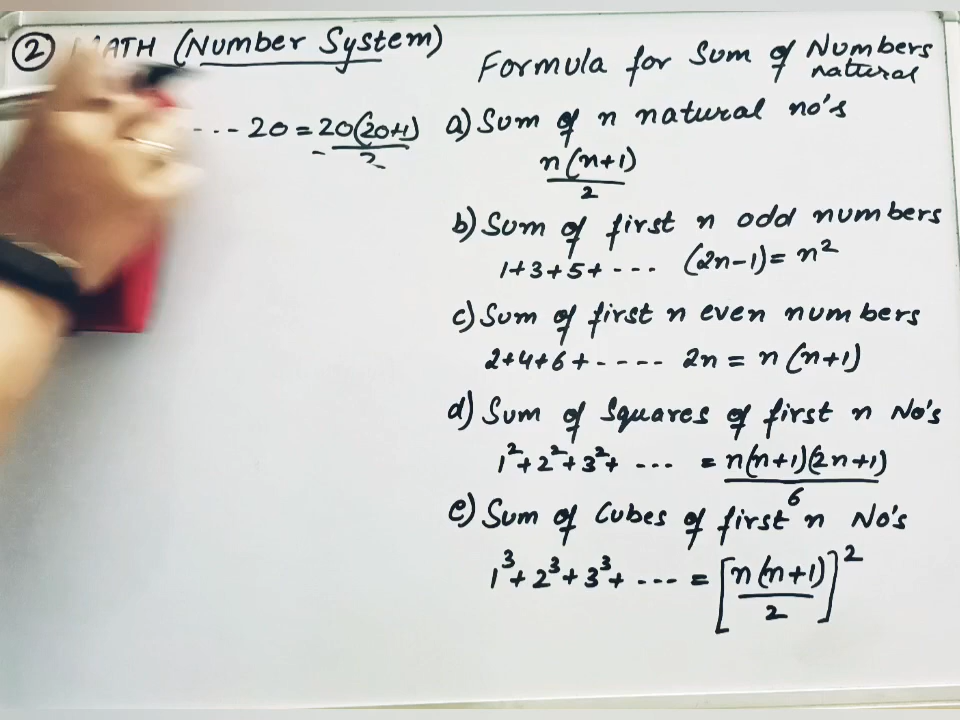 ② MATH (Number System)
... 20 = 20(20+1)
2
Formula for Sum of Numbers
natural
a) Sum of n natural no's
n(n+1)
2
b) Sum of first n odd numbers
1+3+5+ ... (2n-1) = n²
c) Sum of first n even numbers
2+4+6+ .... 2n = n(n+1)
d) Sum of Squares of first n No's
1²+2²+3²+ ... = n(n+1)(2n+1)
6
e) Sum of Cubes of first n No's
1³+2³+3³+ .... = [n(n+1)]²
2